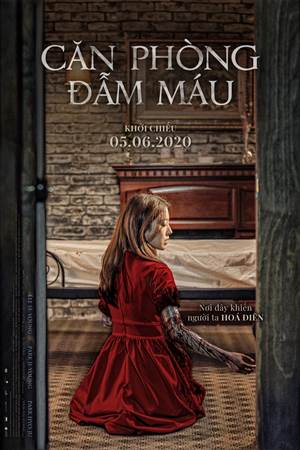 CĂN PHÒNG
ĐẪM MÁU
KHỞI CHIẾU
05.06.2020
Nơi đây khiến
người ta HOÁ ĐIÊN